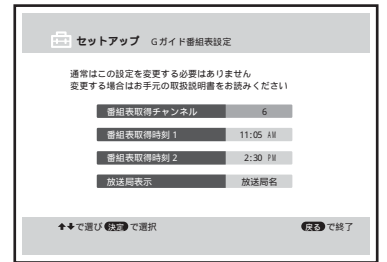 セットアップ Gガイド番組表設定
通常はこの設定を変更する必要はありません
変更する場合はお手元の取扱説明書をお読みください
番組表取得チャンネル 6
番組表取得時刻 1 11:05 AM
番組表取得時刻 2 2:30 PM
放送局表示 放送局名
↑↓で選び 決定 で選択 戻る で終了